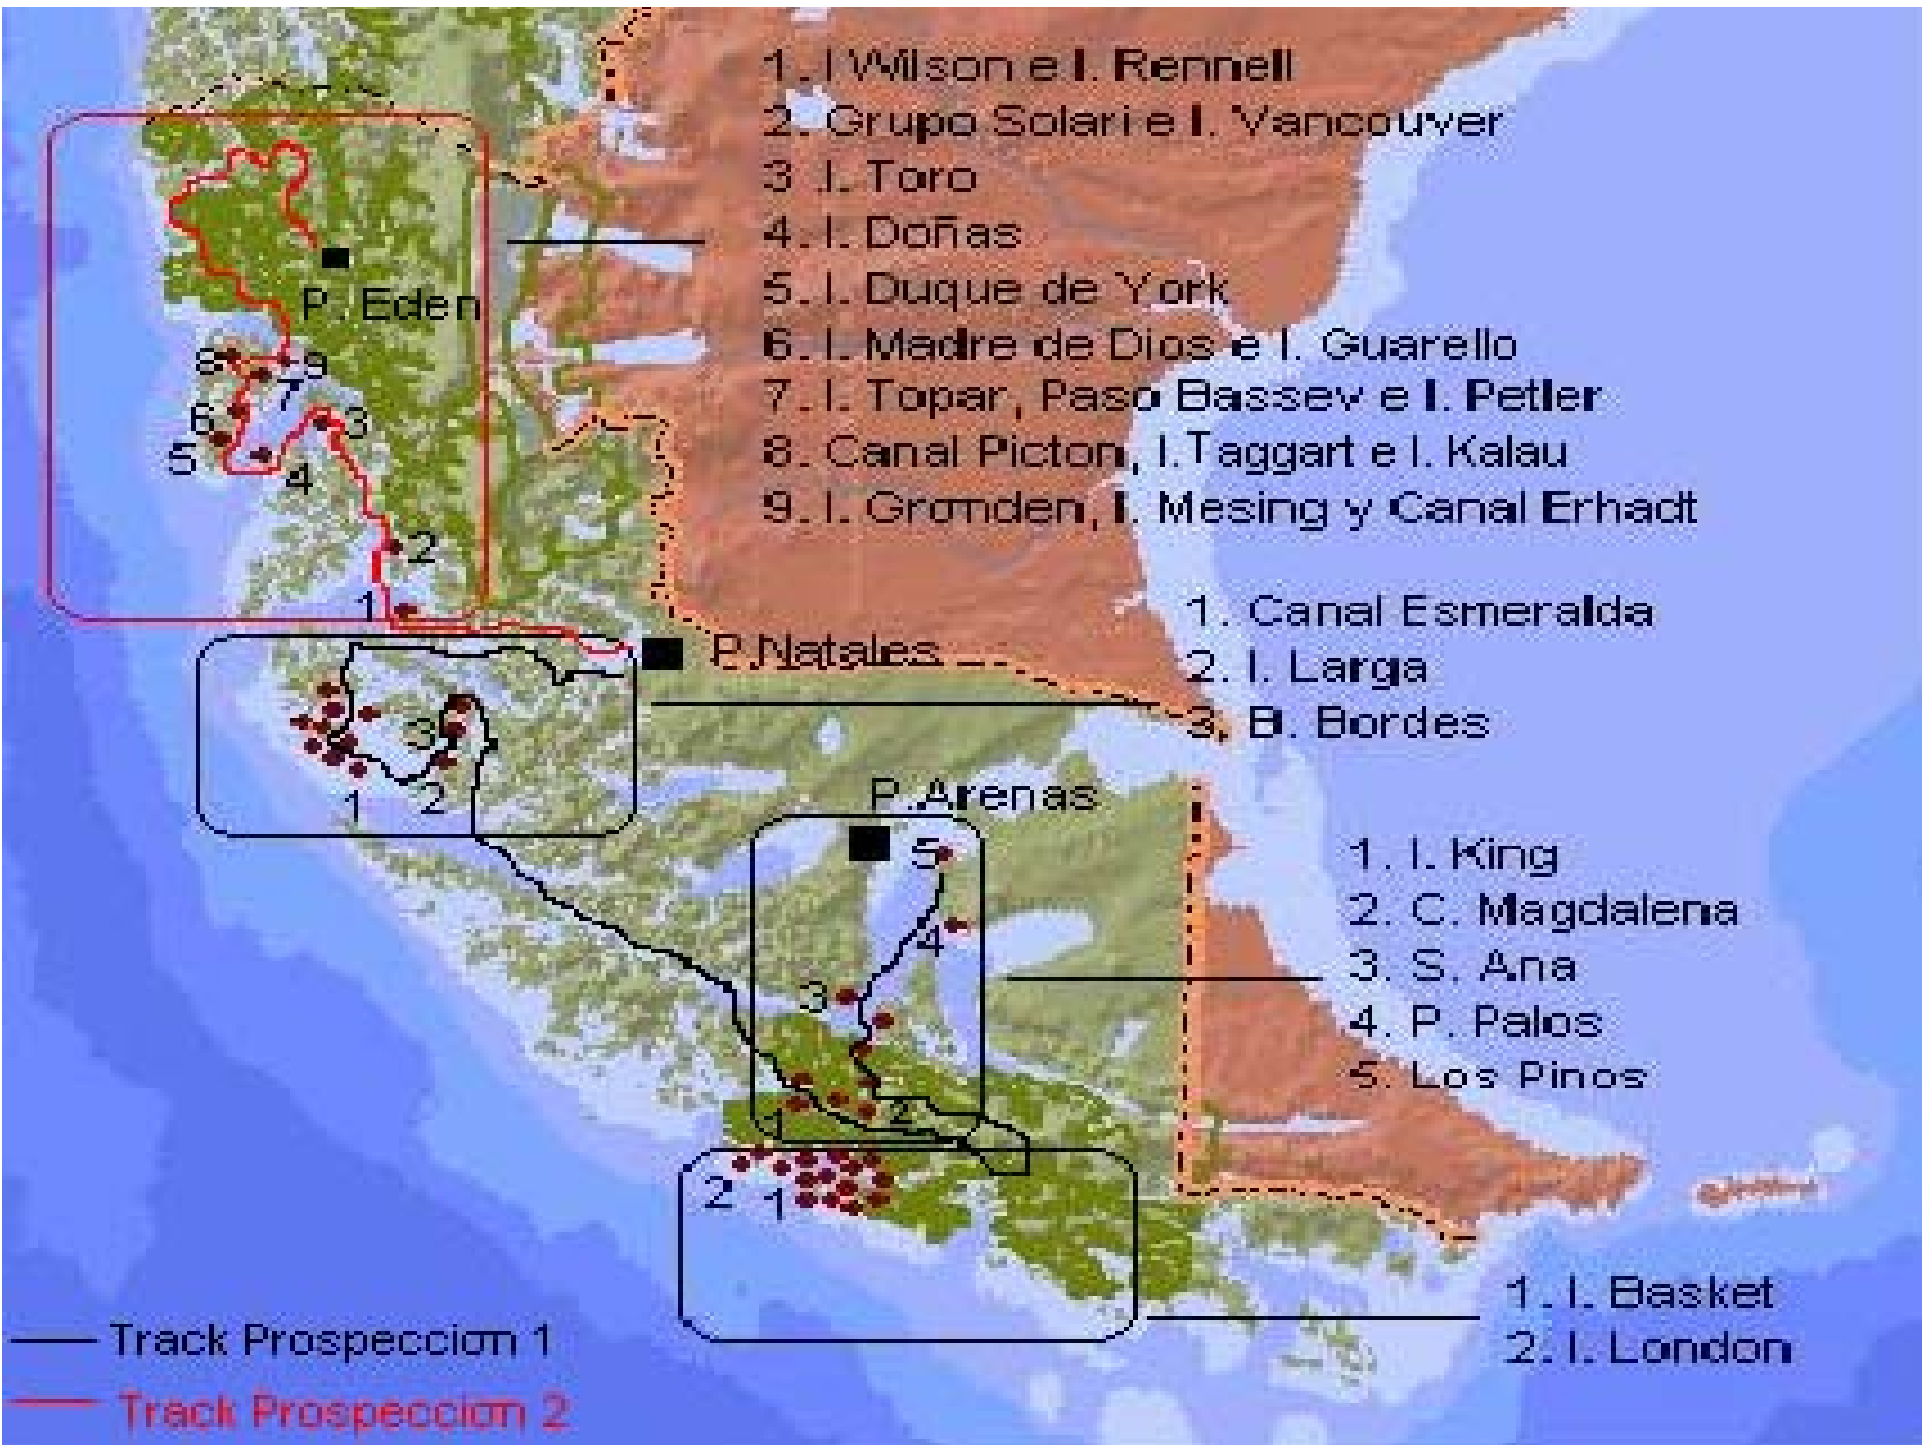 1. I Wilson e I. Rennell
2. Grupo Solari e I. Vancouver
3 .I. Toro
4. I. Doñas
5. I. Duque de York
6. I. Madre de Dios e I. Guarello
7. I. Topar, Paso Bassev e I. Petler
8. Canal Picton, I.Taggart e I. Kalau
9. I. Gromden, I. Mesing y Canal Erhadt
P. Eden
8
9
7
6
3
5
4
2
1
P.Natales
1. Canal Esmeralda
2. I. Larga
3. B. Bordes
3
1
2
P. Arenas
5
4
3
1
2
1. I. King
2. C. Magdalena
3. S. Ana
4. P. Palos
5. Los Pinos
2
1
1. I. Basket
2. I. London
Track Prospeccion 1
Track Prospeccion 2